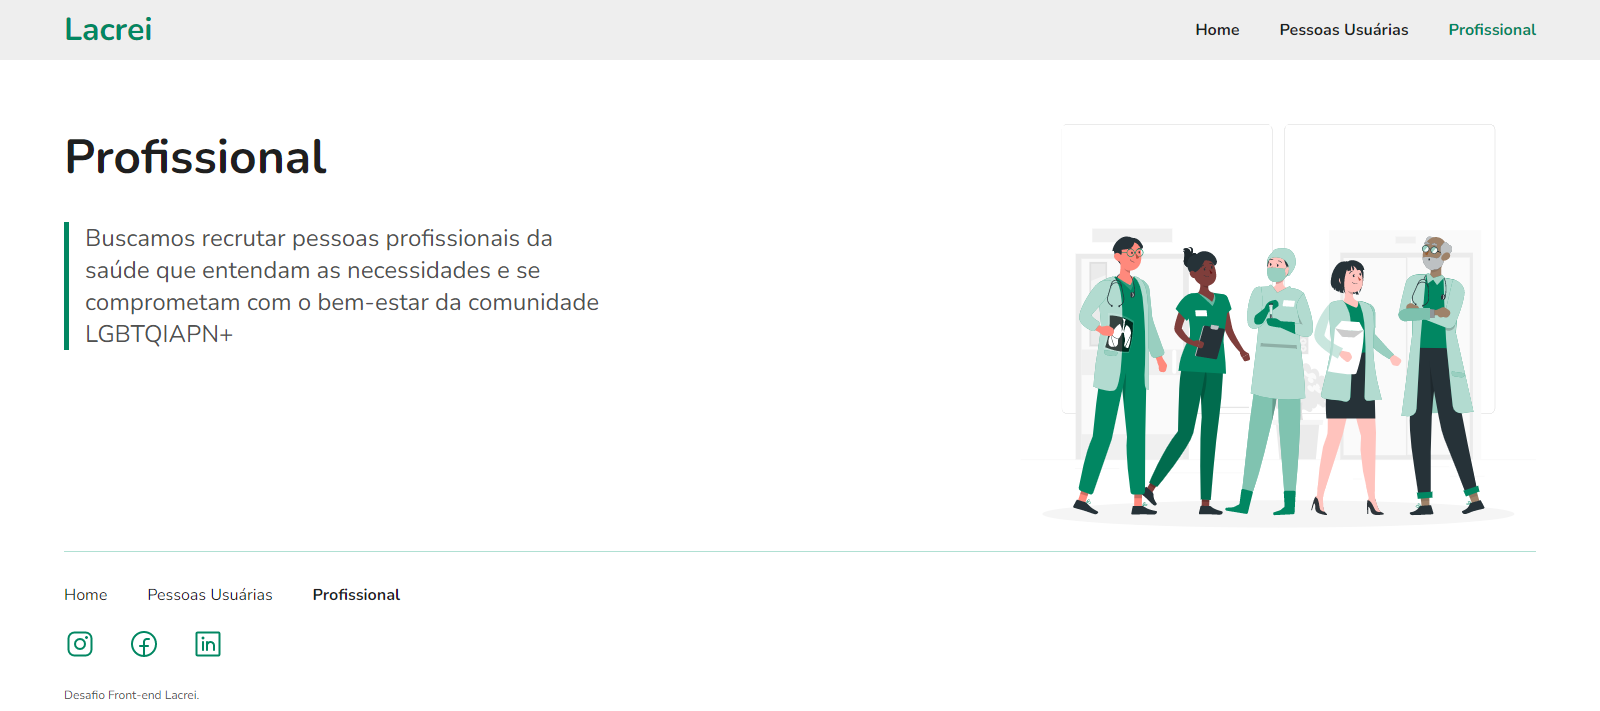 Lacrei
Home Pessoas Usuárias Profissional
Profissional
Buscamos recrutar pessoas profissionais da
saúde que entendam as necessidades e se
comprometam com o bem-estar da comunidade
LGBTQIAPN+
Home Pessoas Usuárias Profissional
Desafio Front-end Lacrei.